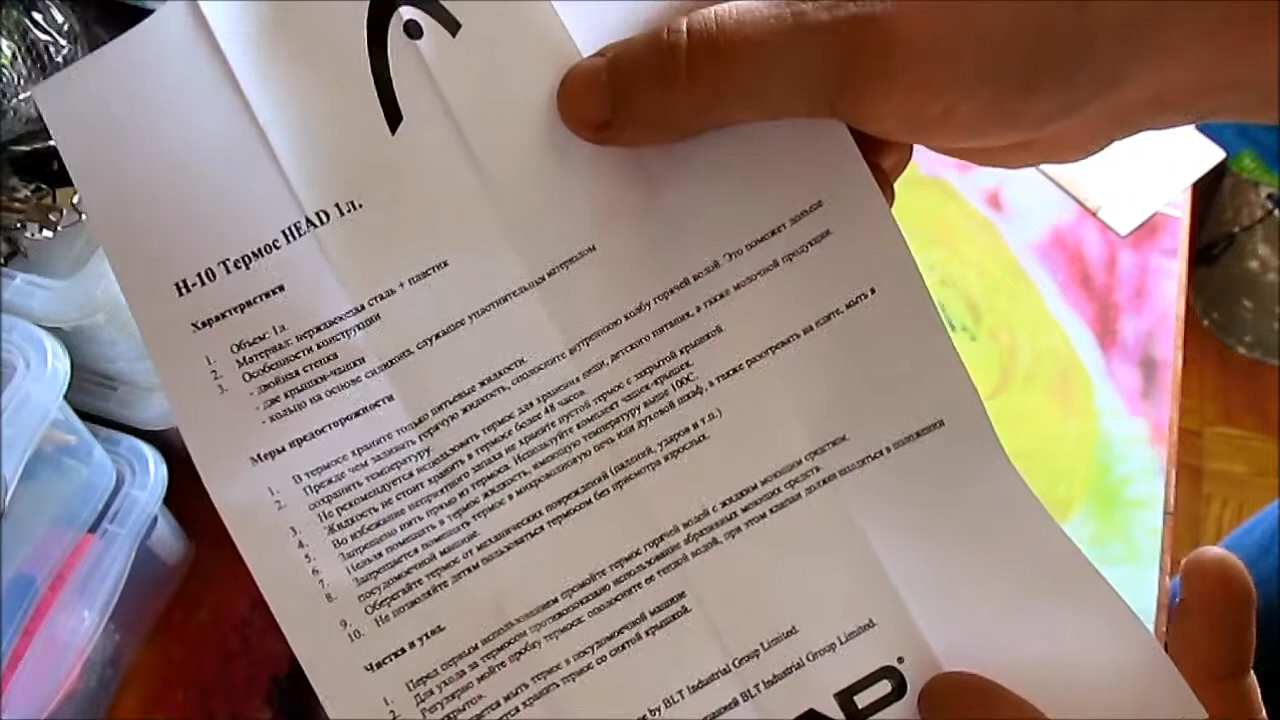 Н-10 Термос HEAD 1л.
Характеристики
1. Объем: 1л.
2. Материал: нержавеющая сталь + пластик
3. Особенности конструкции
- двойная стенка
- две крышки-чашки
- кольцо на основе силикона, служащее уплотнительным материалом
Меры предосторожности
1. В термосе храните только питьевые жидкости.
2. Прежде чем заливать горячую жидкость, сполосните внутреннюю колбу горячей водой. Это поможет дольше
сохранить температуру.
3. Не рекомендуется использовать термос для хранения пищи, детского питания, а также молочной продукции.
4. Жидкость не стоит хранить в термосе более 48 часов.
5. Во избежание неприятного запаха не храните пустой термос с закрытой крышкой.
6. Запрещено пить прямо из термоса. Используйте комплект чашек-крышек.
7. Нельзя помещать в термос жидкость, имеющую температуру выше 100С.
8. Запрещается помещать термос в микроволновую печь или духовой шкаф, а также разогревать на плите, мыть в
посудомоечной машине.
9. Оберегайте термос от механических повреждений (падений, ударов и т.п.)
10. Не позволяйте детям пользоваться термосом без присмотра взрослых.
Чистка и уход.
1. Перед первым использованием промойте термос горячей водой с жидким моющим средством.
2. Для ухода за термосом противопоказано использование абразивных моющих средств.
Регулярно мойте пробку термоса: ополосните ее теплой водой, при этом клапан должен находиться в положении
мыть термос в посудомоечной машине
хранить термос со снятой крышкой.
by BLT Industrial Group Limited.
BLT Industrial Group Limited.